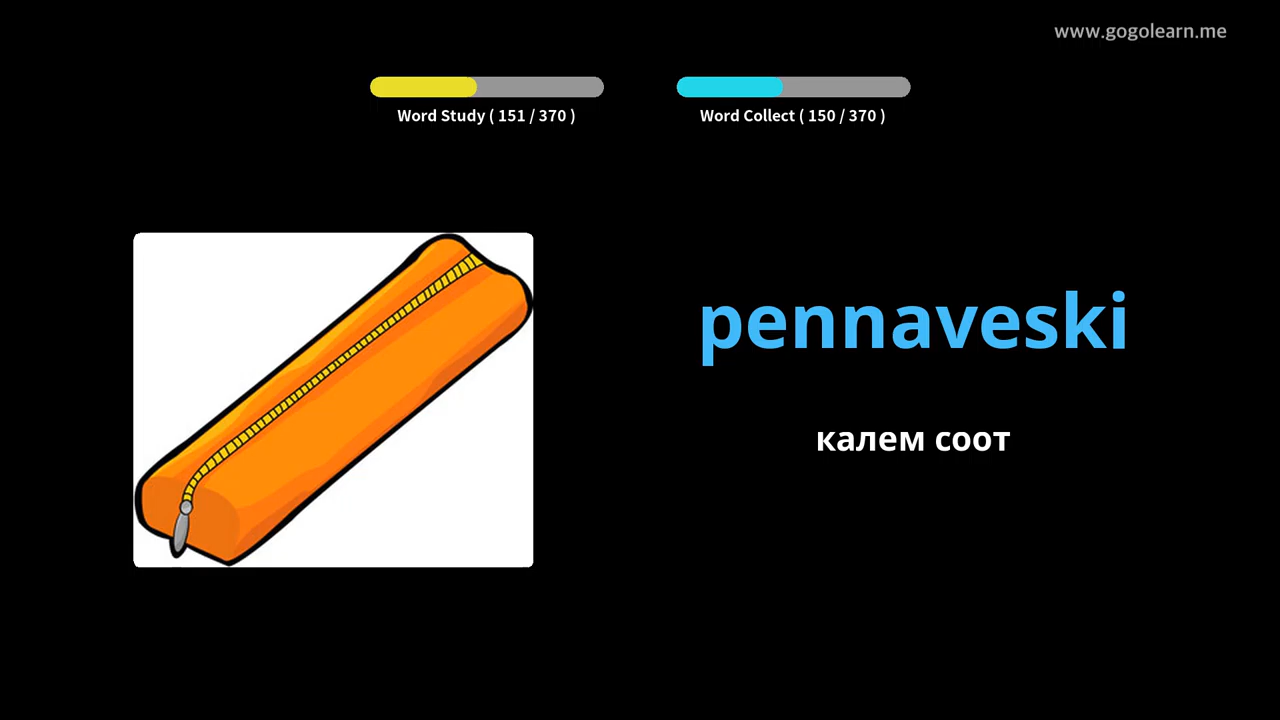 www.gogolearn.me
Word Study ( 151 / 370 )
Word Collect ( 150 / 370 )
pennaveski
калем соот